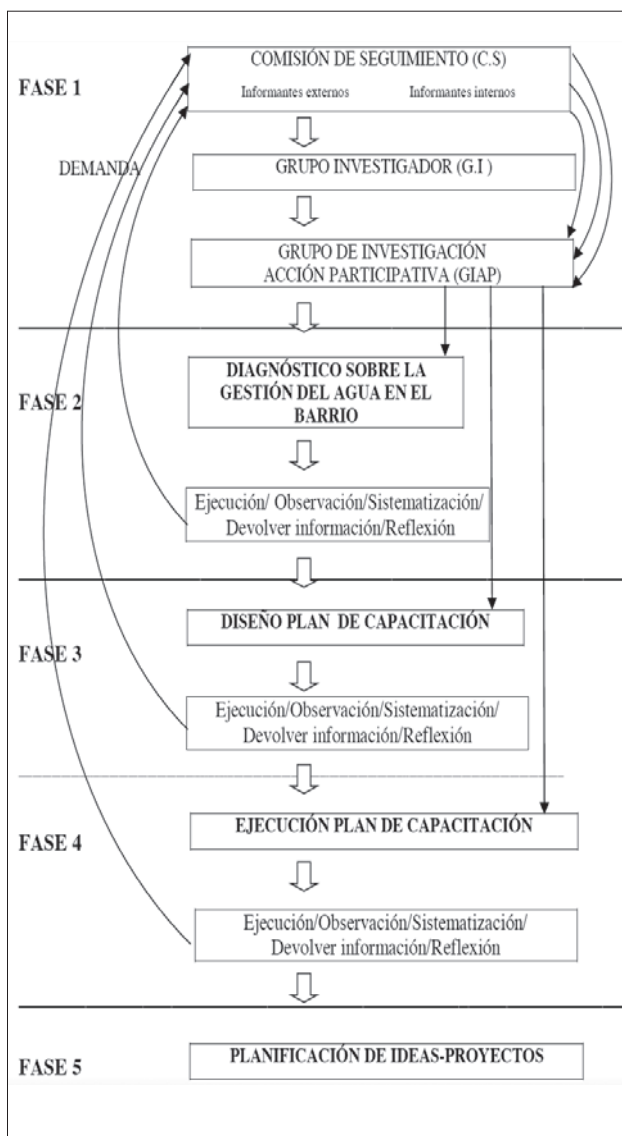 COMISIÓN DE SEGUIMIENTO (C.S)
FASE 1
Informantes externos Informantes internos
DEMANDA
GRUPO INVESTIGADOR (G.I )
GRUPO DE INVESTIGACIÓN
ACCIÓN PARTICIPATIVA (GIAP)
DIAGNÓSTICO SOBRE LA
GESTIÓN DEL AGUA EN EL
BARRIO
FASE 2
Ejecución/ Observación/Sistematización/
Devolver información/Reflexión
DISEÑO PLAN DE CAPACITACIÓN
FASE 3
Ejecución/Observación/Sistematización/
Devolver información/Reflexión
EJECUCIÓN PLAN DE CAPACITACIÓN
FASE 4
Ejecución/Observación/Sistematización/
Devolver información/Reflexión
PLANIFICACIÓN DE IDEAS-PROYECTOS
FASE 5